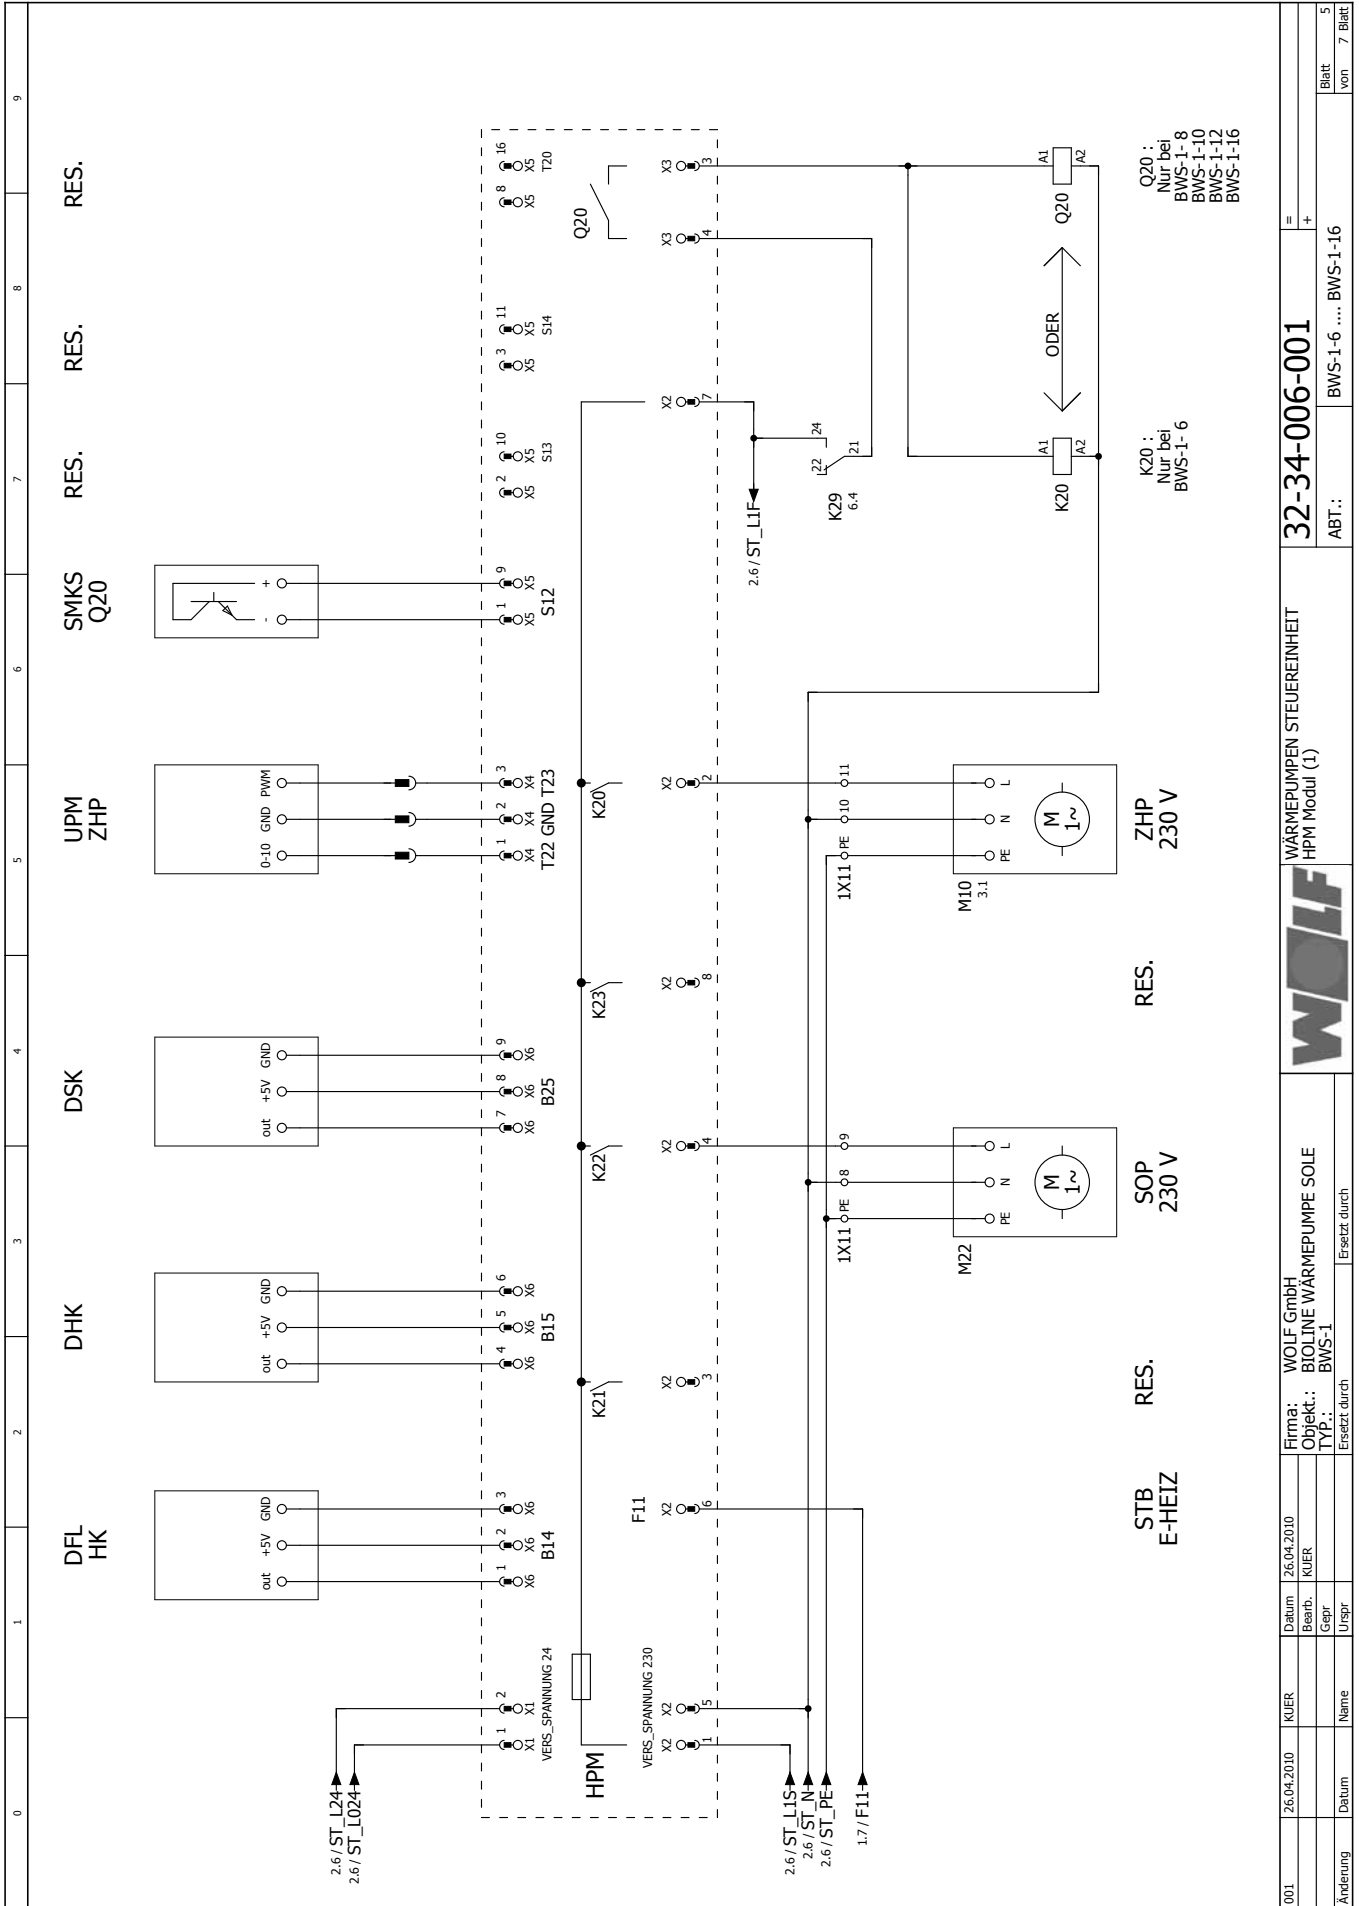 0 1 2 3 4 5 6 7 8 9
DFL
HK
DHK
DSK
UPM
ZHP
SMKS
Q20
RES.
RES.
RES.
out +5V GND
out +5V GND
out +5V GND
0-10 GND PWM
- +
2.6 / ST_L24
2.6 / ST_L024
1 2
X1 X1
VERS_SPANNUNG 24
1 2 3
X6 X6 X6
B14
4 5 6
X6 X6 X6
B15
7 8 9
X6 X6 X6
B25
1 2 3
X4 X4 X4
T22 GND T23
1 9
X5 X5
S12
2 10
X5 X5
S13
3 11
X5 X5
S14
8 16
X5 X5
T20
HPM
K21
K22
K23
K20
Q20
VERS_SPANNUNG 230
F11
X2 X2
1 5
X2
6
X2
3
X2
4
X2
8
X2
2
X2
7
X3 X3
4 3
2.6 / ST_L1S
2.6 / ST_N
2.6 / ST_PE
1.7 / F11
2.6 / ST_L1F
K29
6.4
22 24
21
1X11 PE 8 9
1X11 PE 10 11
M22
PE N L
M
1~
M10
3.1
PE N L
M
1~
K20
A1
A2
ODER
Q20
A1
A2
STB
E-HEIZ
RES.
SOP
230 V
RES.
ZHP
230 V
K20 :
Nur bei
BWS-1- 6
Q20 :
Nur bei
BWS-1- 8
BWS-1-10
BWS-1-12
BWS-1-16
001 26.04.2010 KUER
Änderung Datum Name
Datum 26.04.2010
Bearb. KUER
Gepr
Urspr
Firma: WOLF GmbH
Objekt.: BIOLINE WÄRMEPUMPE SOLE
TYP.: BWS-1
Ersetzt durch Ersetzt durch
WOLF
WÄRMEPUMPEN STEUEREINHEIT
HPM Modul (1)
32-34-006-001
ABT.: BWS-1-6 .... BWS-1-16
=
+
Blatt 5
von 7 Blatt